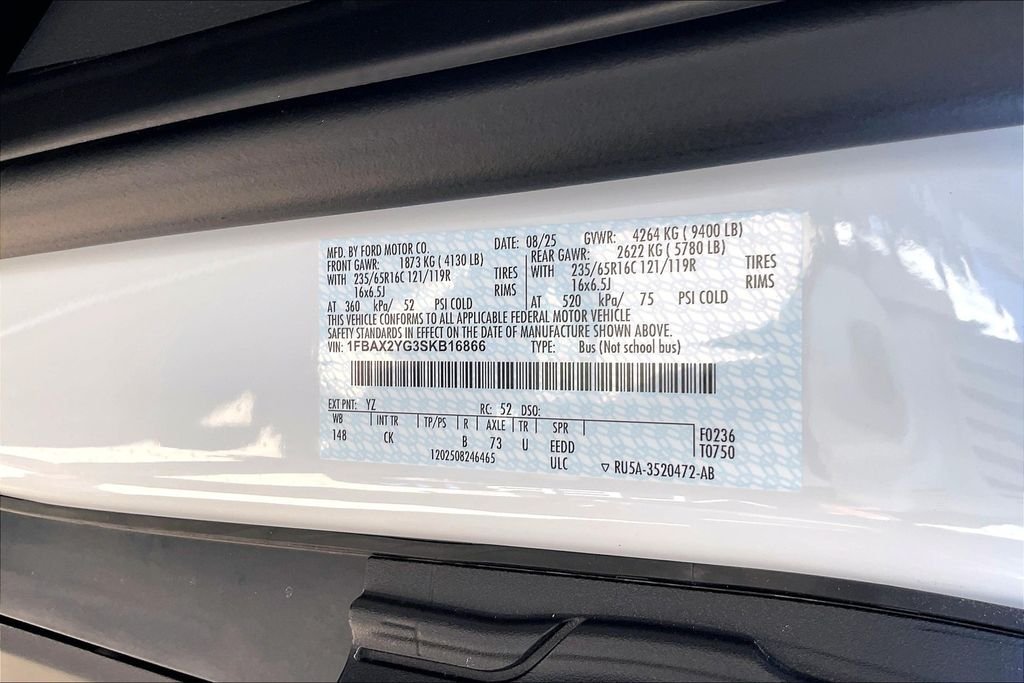 MFD. BY FORD MOTOR CO. DATE: 08/25 GVWR: 4264 KG ( 9400 LB)
FRONT GAWR: 1873 KG ( 4130 LB) REAR GAWR: 2622 KG ( 5780 LB)
WITH 235/65R16C 121/119R TIRES WITH 235/65R16C 121/119R TIRES
16x6.5J RIMS 16x6.5J RIMS
AT 360 kPa/ 52 PSI COLD AT 520 kPa/ 75 PSI COLD
THIS VEHICLE CONFORMS TO ALL APPLICABLE FEDERAL MOTOR VEHICLE
SAFETY STANDARDS IN EFFECT ON THE DATE OF MANUFACTURE SHOWN ABOVE.
VIN: 1FBAX2YG3SKB16866 TYPE: Bus (Not school bus)
EXT PNT: YZ RC: 52 DSO:
WB INT TR TP/PS R AXLE TR SPR F0236
148 CK B 73 U EEDD T0750
1202508246465 ULC ▽ RU5A-3520472-AB